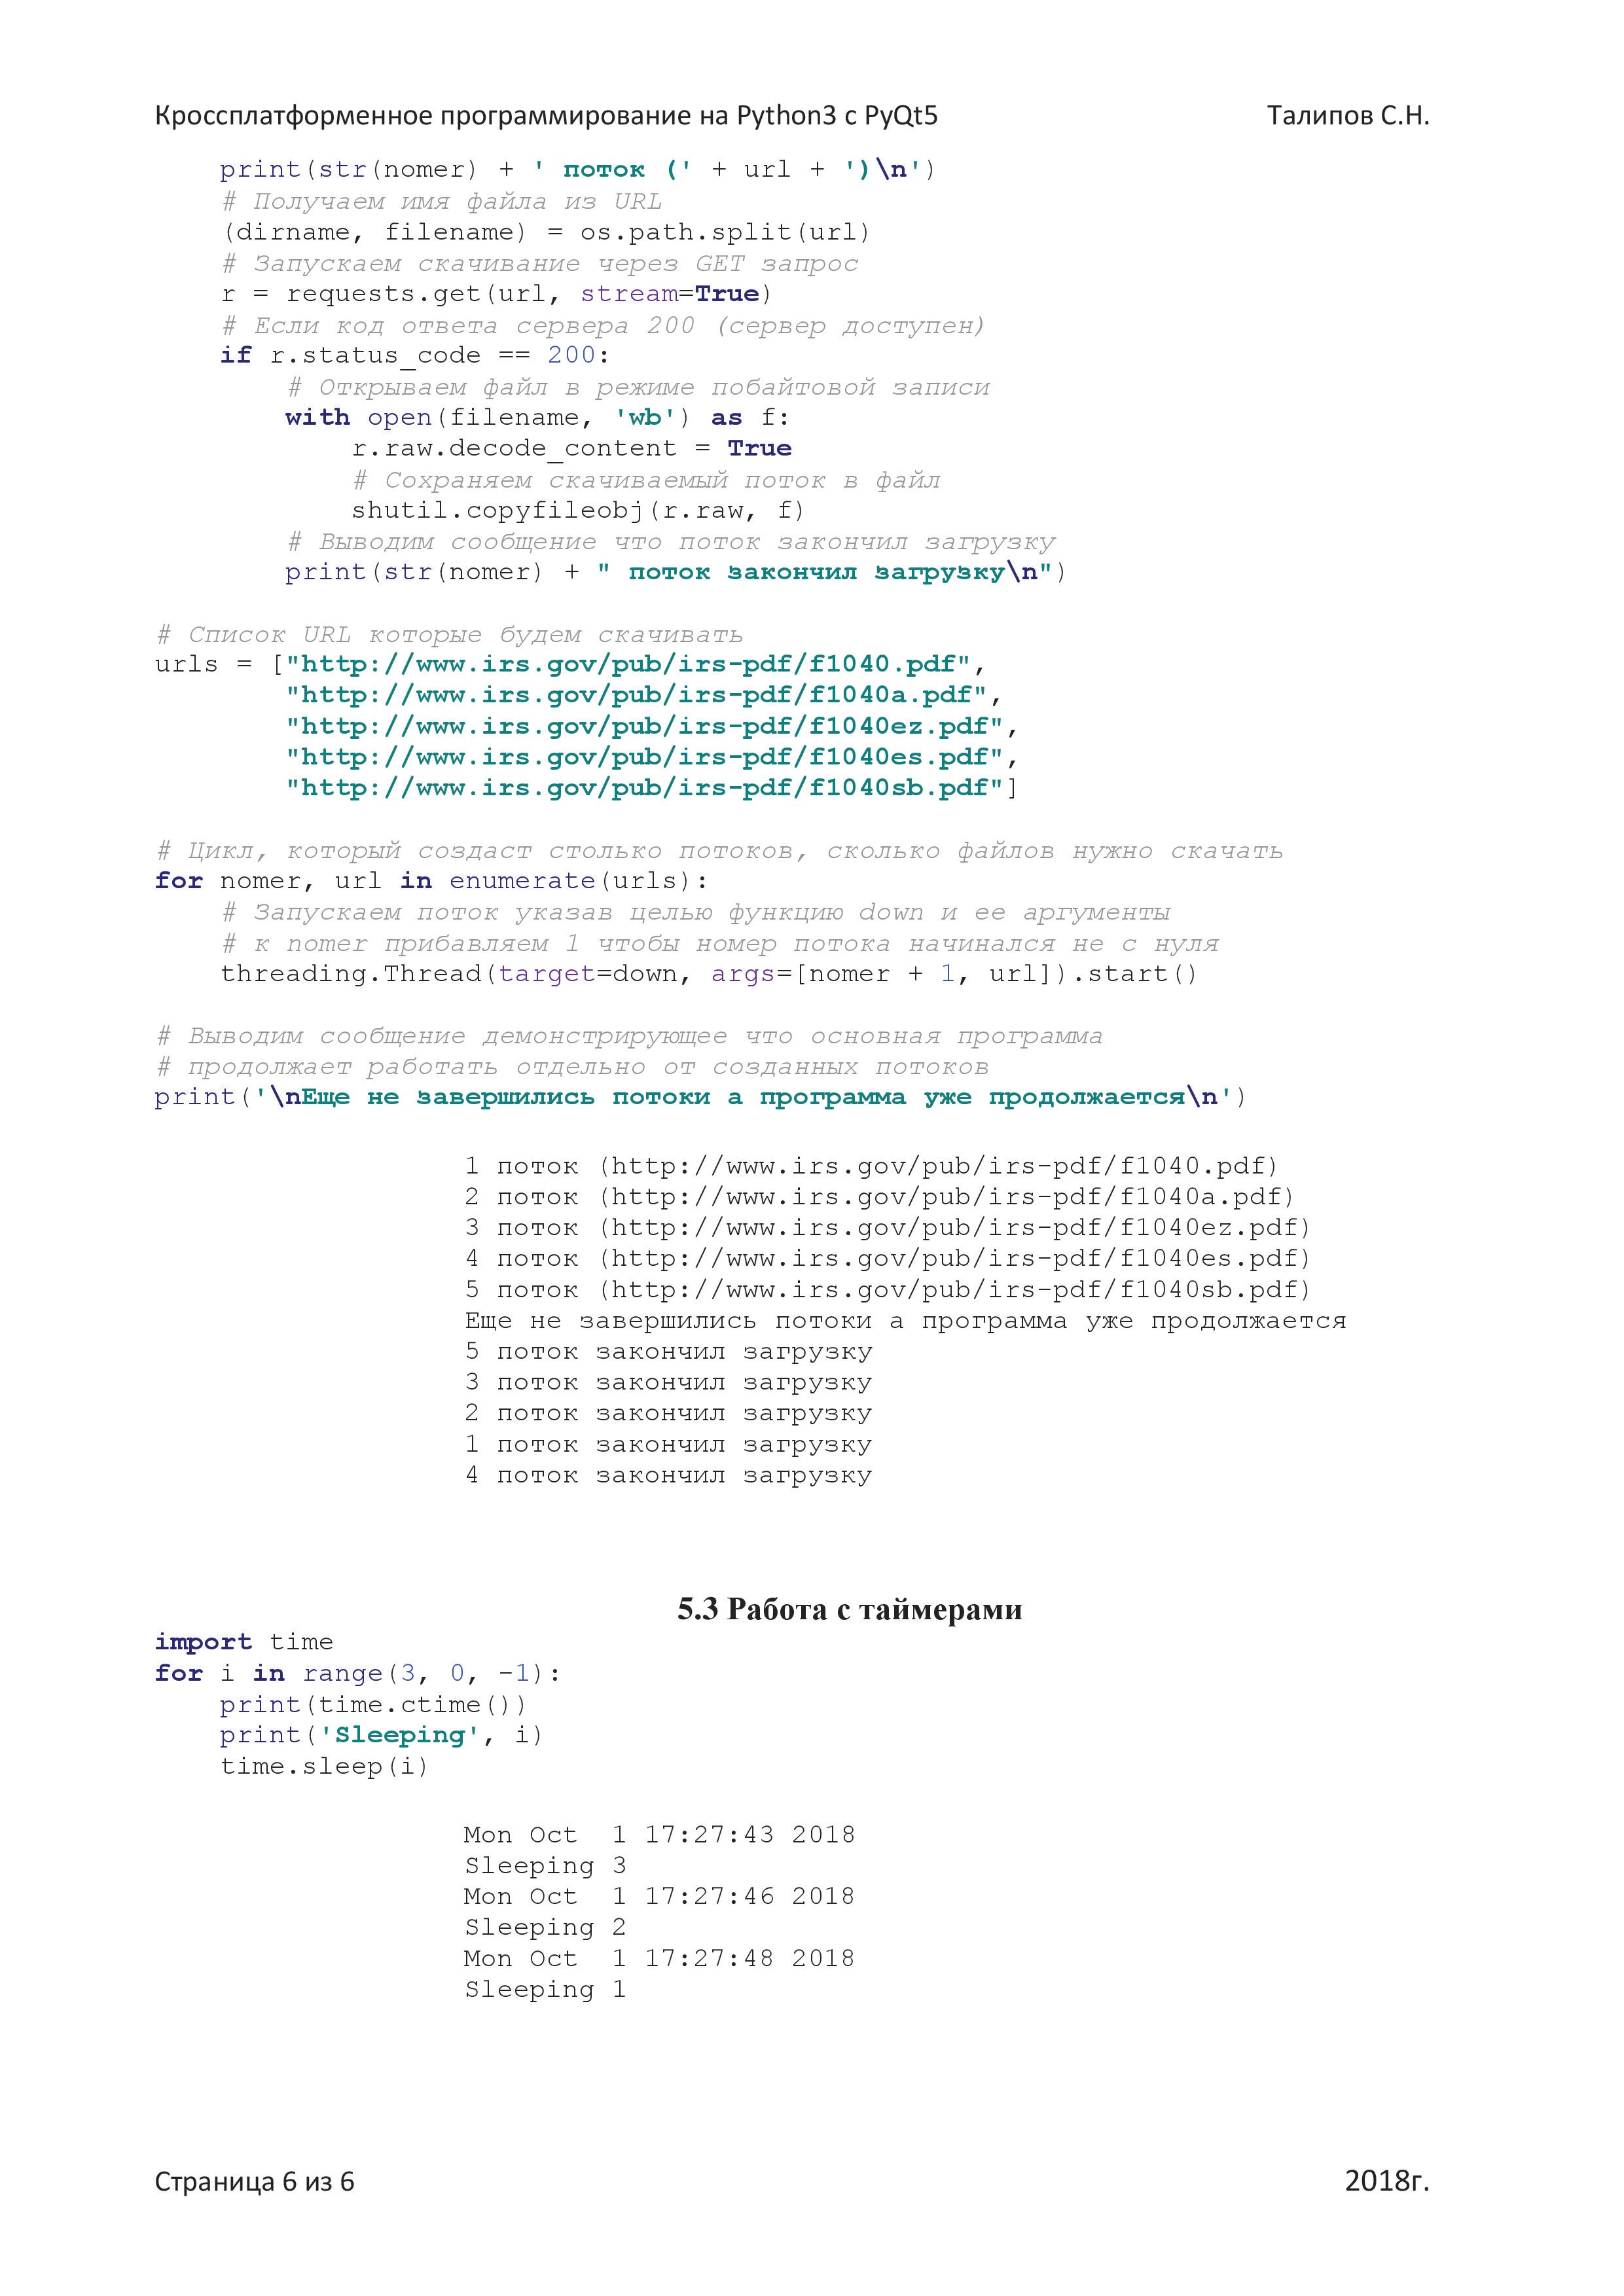 Кроссплатформенное программирование на Python3 с PyQt5 Талипов С.Н.
    print(str(nomer) + ' поток (' + url + ')\n')
    # Получаем имя файла из URL
    (dirname, filename) = os.path.split(url)
    # Запускаем скачивание через GET запрос
    r = requests.get(url, stream=True)
    # Если код ответа сервера 200 (сервер доступен)
    if r.status_code == 200:
        # Открываем файл в режиме побайтовой записи
        with open(filename, 'wb') as f:
            r.raw.decode_content = True
            # Сохраняем скачиваемый поток в файл
            shutil.copyfileobj(r.raw, f)
        # Выводим сообщение что поток закончил загрузку
        print(str(nomer) + " поток закончил загрузку\n")

# Список URL которые будем скачивать
urls = ["http://www.irs.gov/pub/irs-pdf/f1040.pdf",
        "http://www.irs.gov/pub/irs-pdf/f1040a.pdf",
        "http://www.irs.gov/pub/irs-pdf/f1040ez.pdf",
        "http://www.irs.gov/pub/irs-pdf/f1040es.pdf",
        "http://www.irs.gov/pub/irs-pdf/f1040sb.pdf"]

# Цикл, который создаст столько потоков, сколько файлов нужно скачать
for nomer, url in enumerate(urls):
    # Запускаем поток указав целью функцию down и ее аргументы
    # к nomer прибавляем 1 чтобы номер потока начинался не с нуля
    threading.Thread(target=down, args=[nomer + 1, url]).start()

# Выводим сообщение демонстрирующее что основная программа
# продолжает работать отдельно от созданных потоков
print('\nЕще не завершились потоки а программа уже продолжается\n')

1 поток (http://www.irs.gov/pub/irs-pdf/f1040.pdf)
2 поток (http://www.irs.gov/pub/irs-pdf/f1040a.pdf)
3 поток (http://www.irs.gov/pub/irs-pdf/f1040ez.pdf)
4 поток (http://www.irs.gov/pub/irs-pdf/f1040es.pdf)
5 поток (http://www.irs.gov/pub/irs-pdf/f1040sb.pdf)
Еще не завершились потоки а программа уже продолжается
5 поток закончил загрузку
3 поток закончил загрузку
2 поток закончил загрузку
1 поток закончил загрузку
4 поток закончил загрузку

5.3 Работа с таймерами
import time
for i in range(3, 0, -1):
    print(time.ctime())
    print('Sleeping', i)
    time.sleep(i)

Mon Oct  1 17:27:43 2018
Sleeping 3
Mon Oct  1 17:27:46 2018
Sleeping 2
Mon Oct  1 17:27:48 2018
Sleeping 1

Страница 6 из 6 2018г.